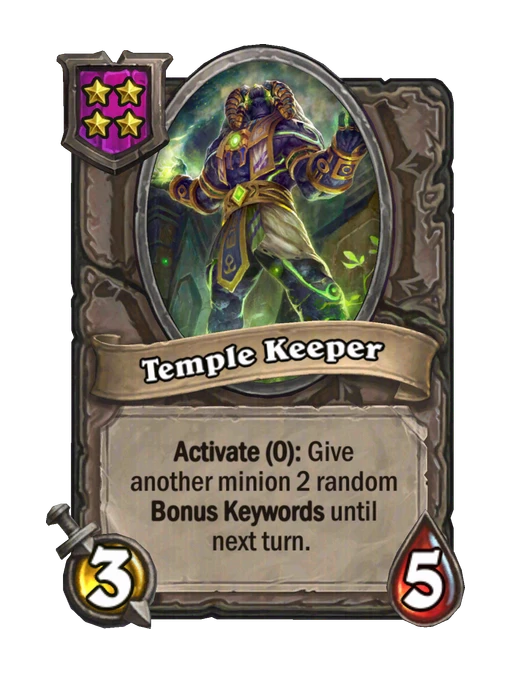 Temple Keeper
Activate (0): Give
another minion 2 random
Bonus Keywords until
next turn.
3
5